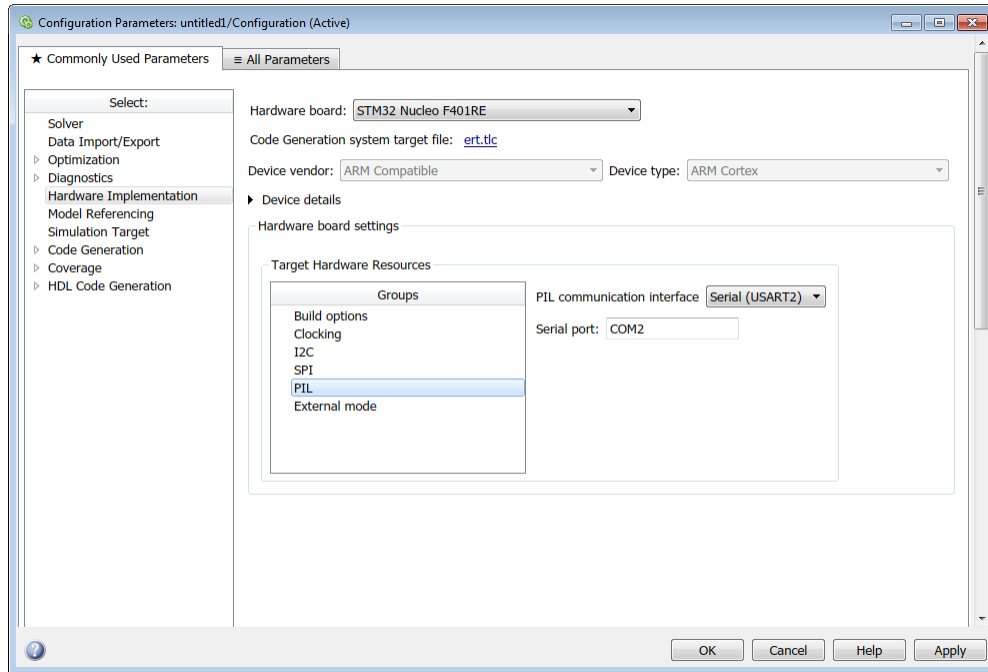 Configuration Parameters: untitled1/Configuration (Active)
★ Commonly Used Parameters
≡ All Parameters
Select:
Solver
Data Import/Export
Optimization
Diagnostics
Hardware Implementation
Model Referencing
Simulation Target
Code Generation
Coverage
HDL Code Generation
Hardware board: STM32 Nucleo F401RE
Code Generation system target file: ert.tlc
Device vendor: ARM Compatible Device type: ARM Cortex
Device details
Hardware board settings
Target Hardware Resources
Groups
Build options
Clocking
I2C
SPI
PIL
External mode
PIL communication interface Serial (USART2)
Serial port: COM2
OK Cancel Help Apply